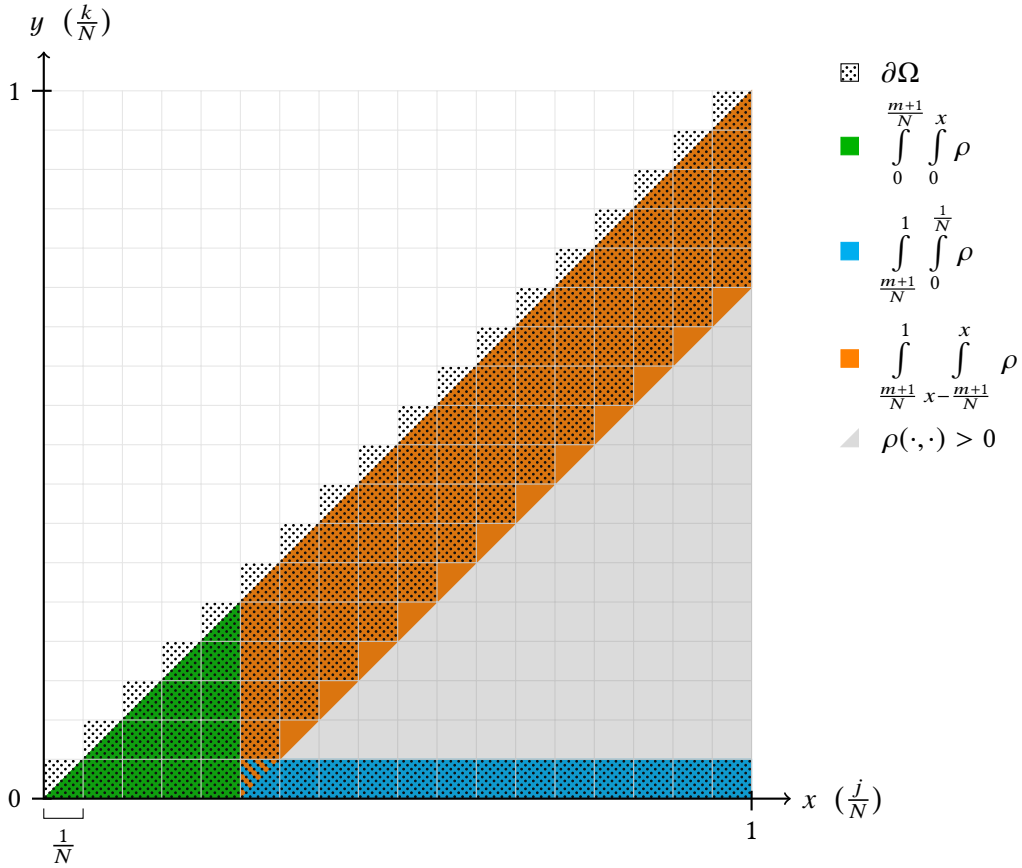 y (k/N)
1
0
1/N
x (j/N)
1
∂Ω
∫_0^{(m+1)/N} ∫_0^x ρ
∫_{(m+1)/N}^1 ∫_0^{1/N} ρ
∫_{(m+1)/N}^1 ∫_{x−(m+1)/N}^x ρ
ρ(·,·) > 0